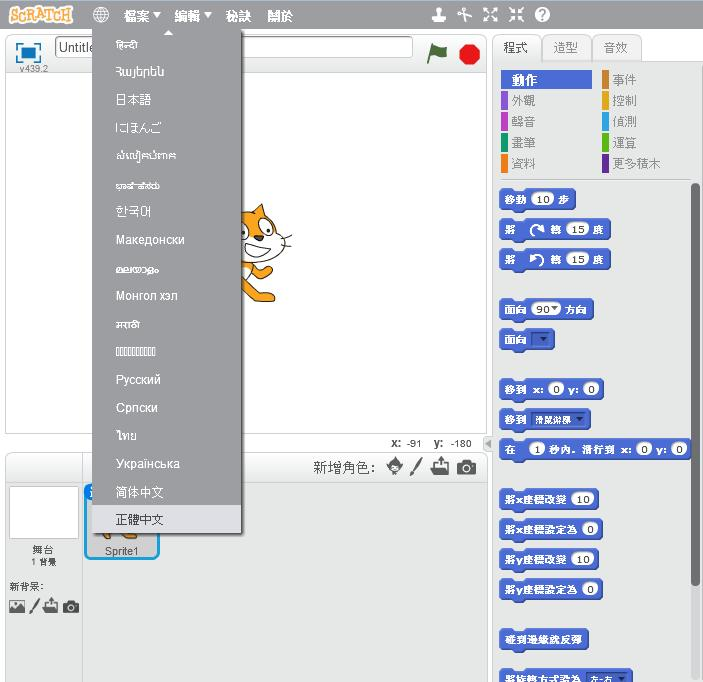 SCRATCH 檔案 編輯 秘訣 關於
Untitle
v439.2
हिन्दी
Հայերեն
日本語
にほんご
한국어
Македонски
മലയാളം
Монгол хэл
मराठी
Русский
Српски
ไทย
Українська
简体中文
正體中文
x: -91 y: -180
新增角色:
Sprite1
舞台
1 背景
新背景:
程式 造型 音效
動作 事件
外觀 控制
聲音 偵測
畫筆 運算
資料 更多積木
移動 10 步
將 轉 15 度
將 轉 15 度
面向 90 方向
面向
移到 x: 0 y: 0
移到 滑鼠游標
在 1 秒內, 滑行到 x: 0 y: 0
將x座標改變 10
將x座標設定為 0
將y座標改變 10
將y座標設定為 0
碰到邊緣就反彈
將旋轉方式設為 左-右